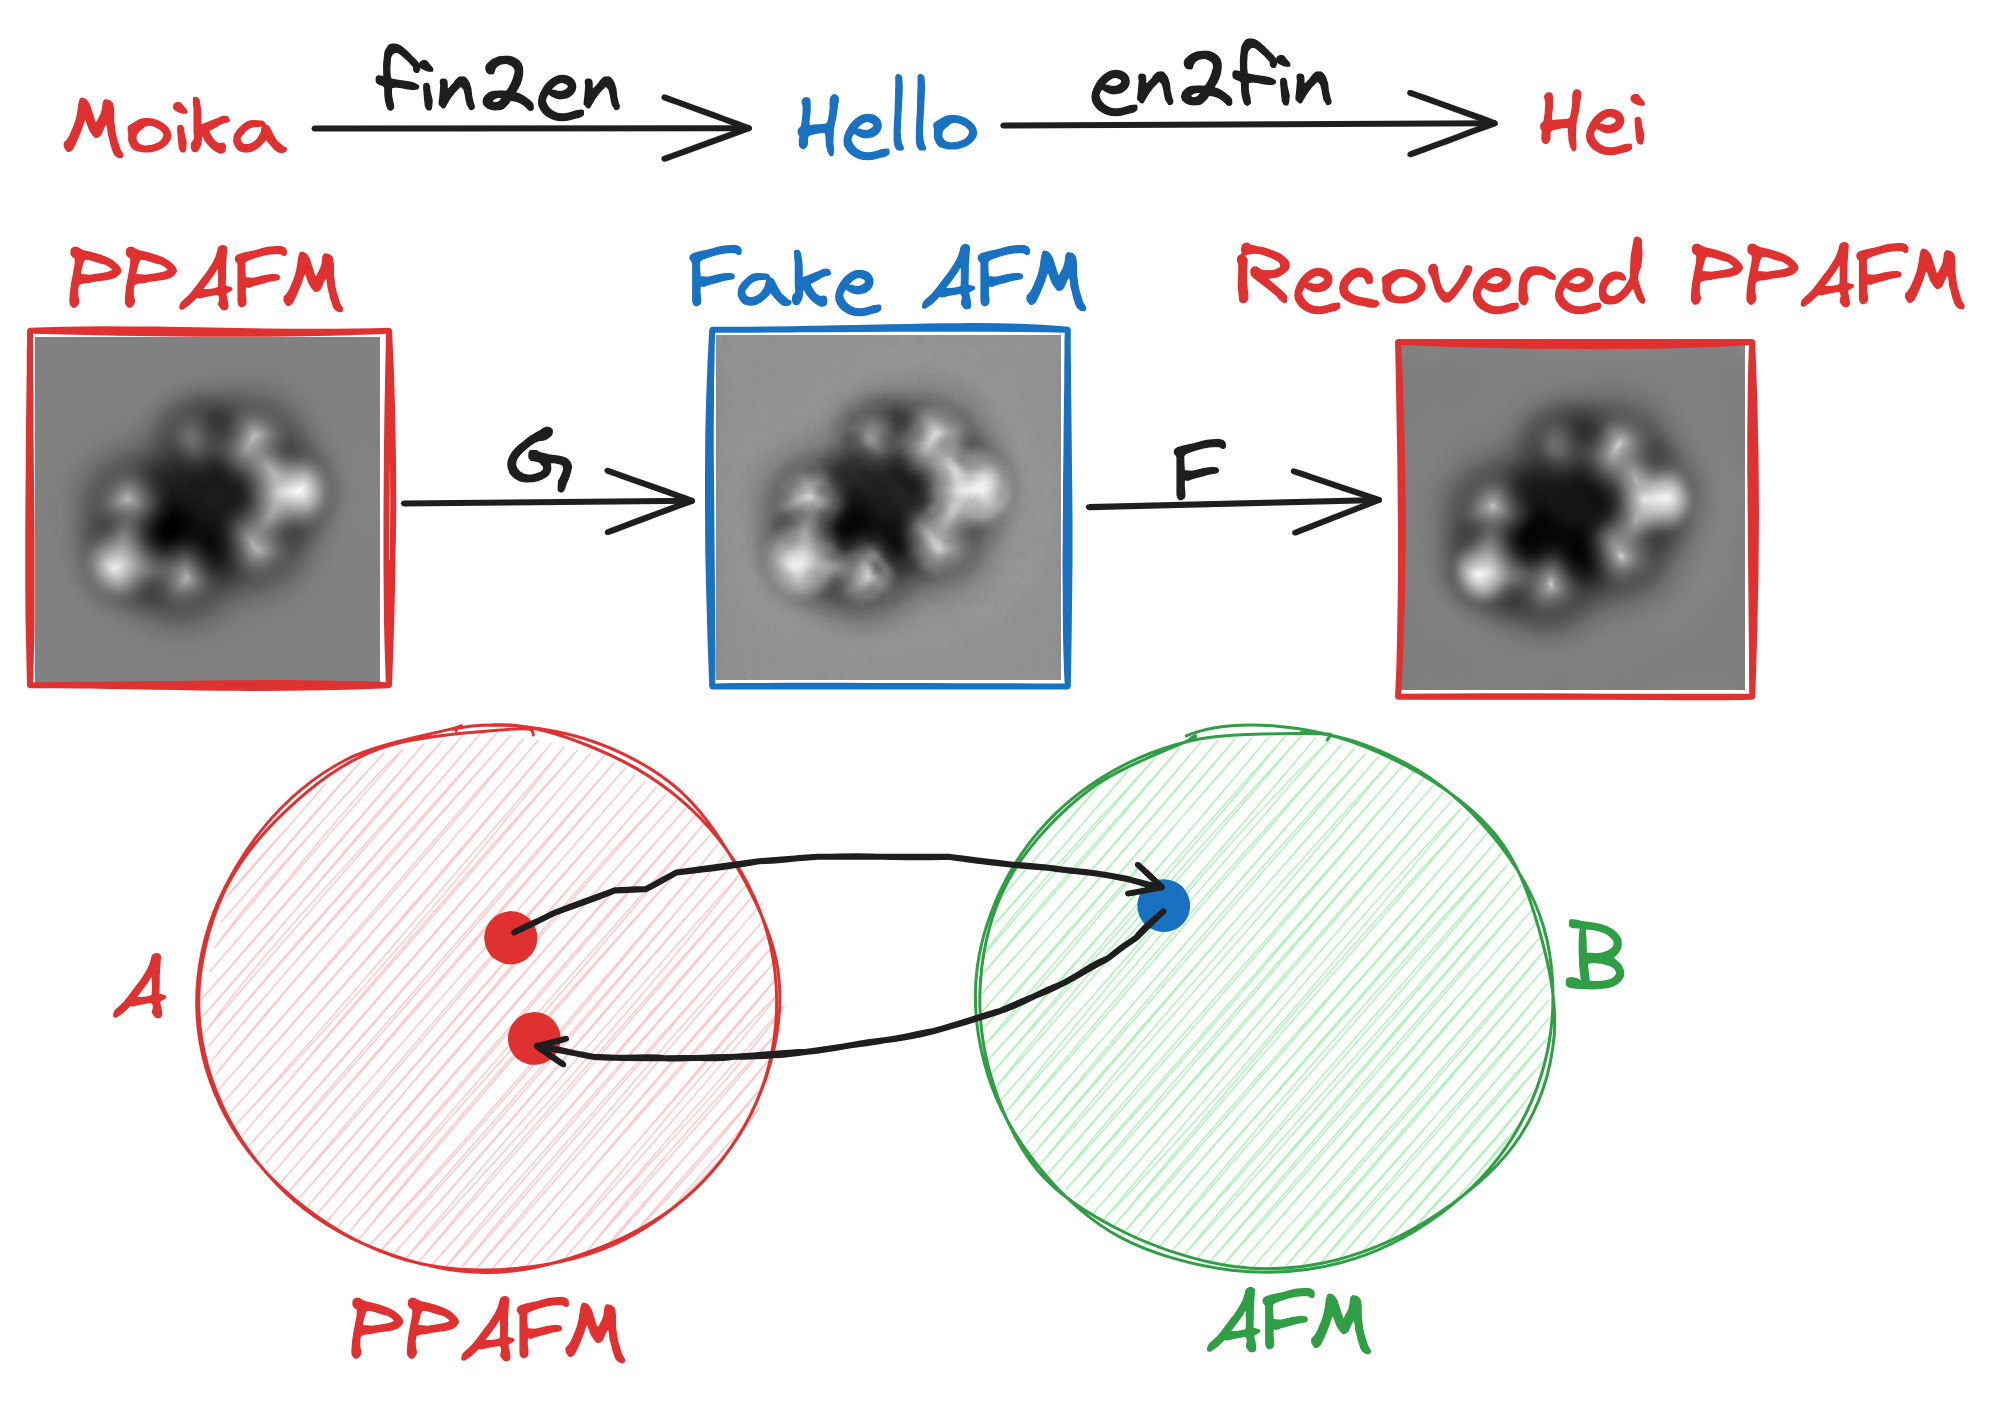 Moika fin2en Hello en2fin Hei
PPAFM Fake AFM Recovered PPAFM
G F
A B
PPAFM AFM